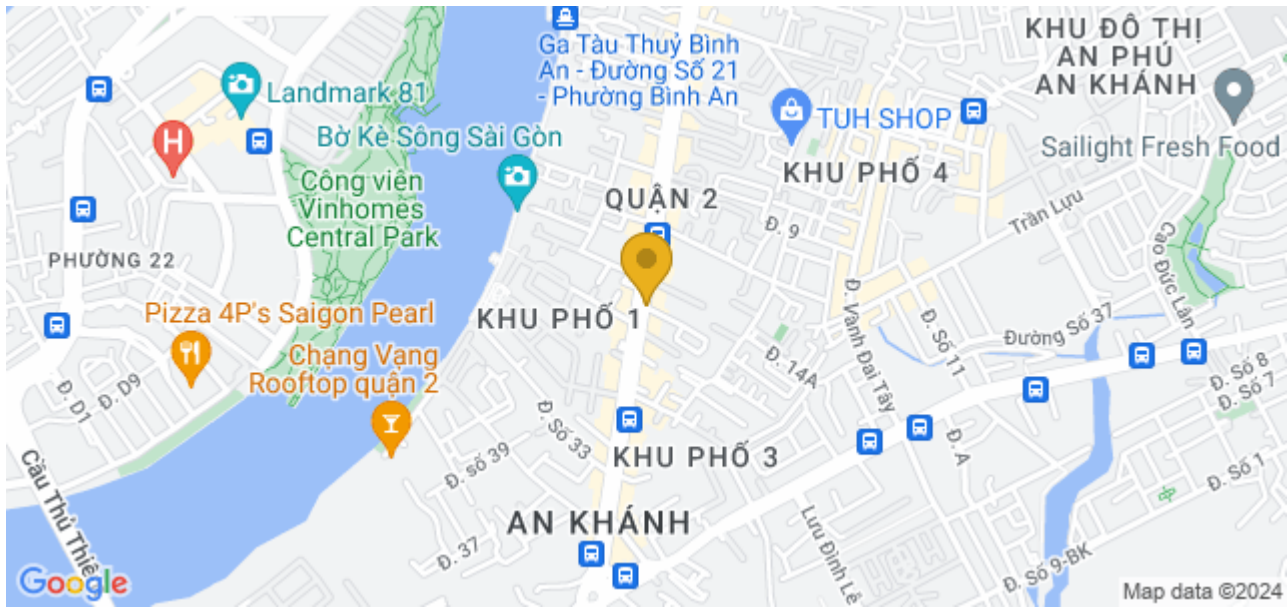 KHU ĐÔ THỊ
AN PHÚ
AN KHÁNH
Ga Tàu Thuỷ Bình
An - Đường Số 21
- Phường Bình An
Landmark 81
TUH SHOP
Bờ Kè Sông Sài Gòn
Sailight Fresh Food
H
Công viên
Vinhomes
Central Park
KHU PHỐ 4
QUẬN 2
Trần Lựu
Đ. 9
PHƯỜNG 22
Cao Đức Lân
Pizza 4P's Saigon Pearl
KHU PHỐ 1
Đ. Vành Đai Tây
Đ. Số 11
Đường Số 37
Chạng Vạng
Rooftop quận 2
Đ. 14A
Đ. Số 8
Đ. Số 7
Đ. D1
Đ. D9
Đ. Số 33
Đ. số 39
KHU PHỐ 3
Đ. A
Đ. Số 1
Cầu Thủ Thiê
AN KHÁNH
Lưu Đình Lễ
Đ. 37
Đ. Số 9-BK
Google
Map data ©2024